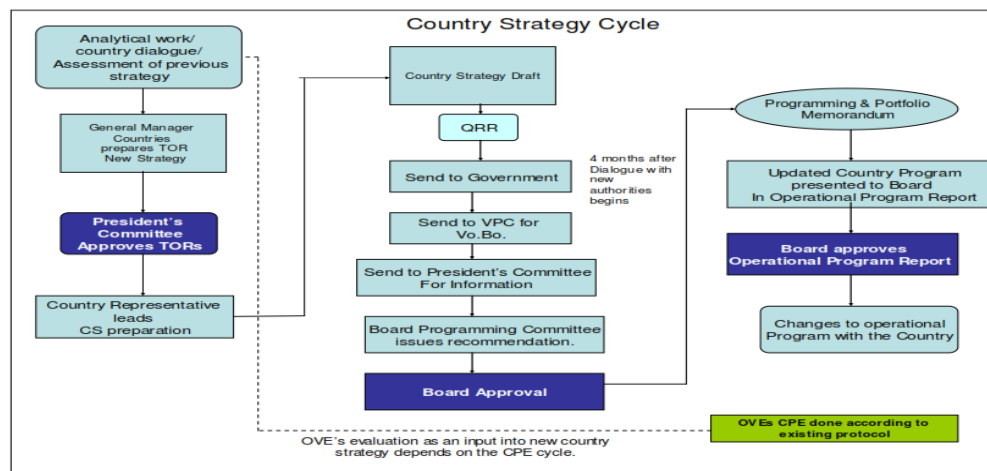 Country Strategy Cycle
Analytical work/
country dialogue/
Assessment of previous
strategy
General Manager
Countries
prepares TOR
New Strategy
President's
Committee
Approves TORs
Country Representative
leads
CS preparation
Country Strategy Draft
QRR
Send to Government
4 months after
Dialogue with
new
authorities
begins
Send to VPC for
Vo.Bo.
Send to President's Committee
For Information
Board Programming Committee
issues recommendation.
Board Approval
Programming & Portfolio
Memorandum
Updated Country Program
presented to Board
In Operational Program Report
Board approves
Operational Program Report
Changes to operational
Program with the Country
OVEs CPE done according to
existing protocol
OVE's evaluation as an input into new country
strategy depends on the CPE cycle.